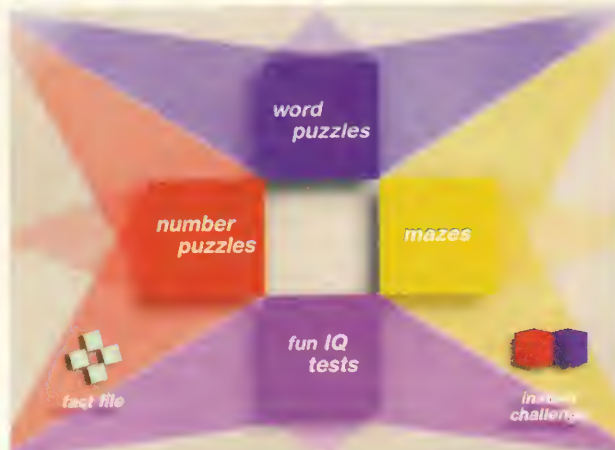 word
puzzles
number
puzzles
mazes
fun IQ
tests
fact file
challenge